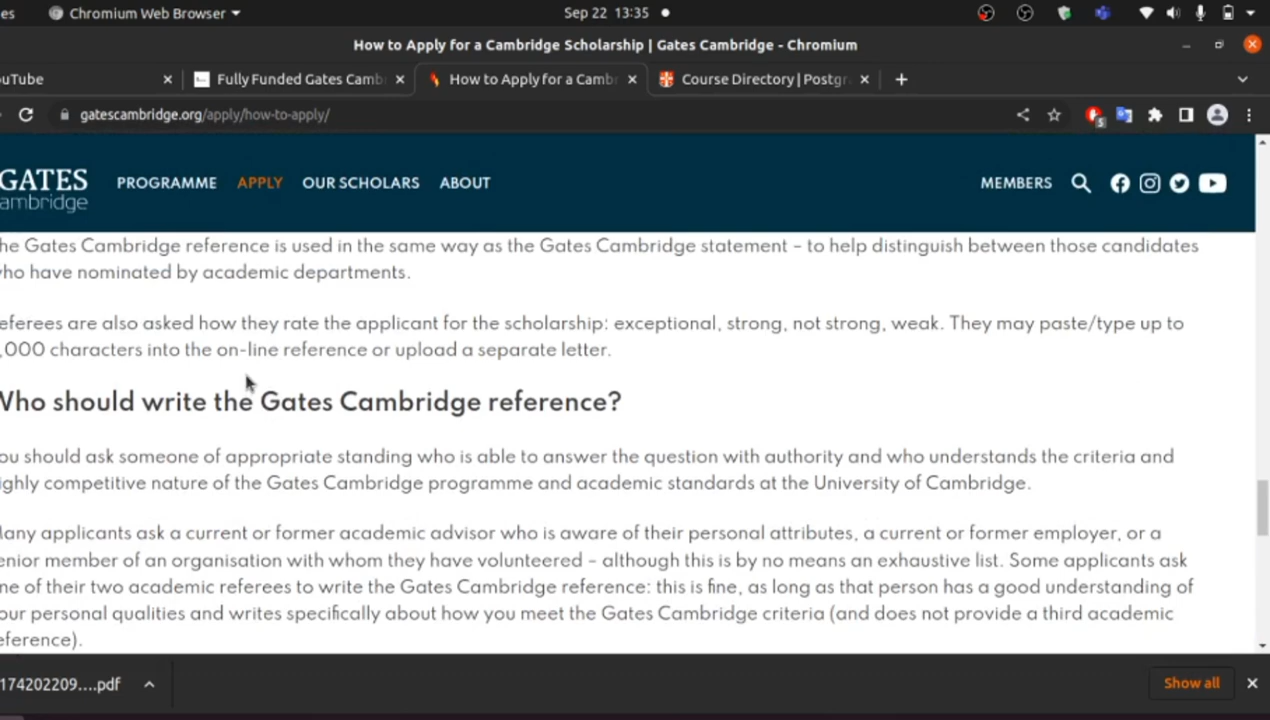 es Chromium Web Browser Sep 22 13:35
How to Apply for a Cambridge Scholarship | Gates Cambridge - Chromium
ouTube Fully Funded Gates Camb How to Apply for a Camb Course Directory | Postgr
gatescambridge.org/apply/how-to-apply/
GATES
ambridge
PROGRAMME APPLY OUR SCHOLARS ABOUT MEMBERS
he Gates Cambridge reference is used in the same way as the Gates Cambridge statement – to help distinguish between those candidates
ho have nominated by academic departments.
eferees are also asked how they rate the applicant for the scholarship: exceptional, strong, not strong, weak. They may paste/type up to
,000 characters into the on-line reference or upload a separate letter.
Who should write the Gates Cambridge reference?
ou should ask someone of appropriate standing who is able to answer the question with authority and who understands the criteria and
ighly competitive nature of the Gates Cambridge programme and academic standards at the University of Cambridge.
Many applicants ask a current or former academic advisor who is aware of their personal attributes, a current or former employer, or a
enior member of an organisation with whom they have volunteered – although this is by no means an exhaustive list. Some applicants ask
ne of their two academic referees to write the Gates Cambridge reference: this is fine, as long as that person has a good understanding of
our personal qualities and writes specifically about how you meet the Gates Cambridge criteria (and does not provide a third academic
eference).
174202209....pdf Show all